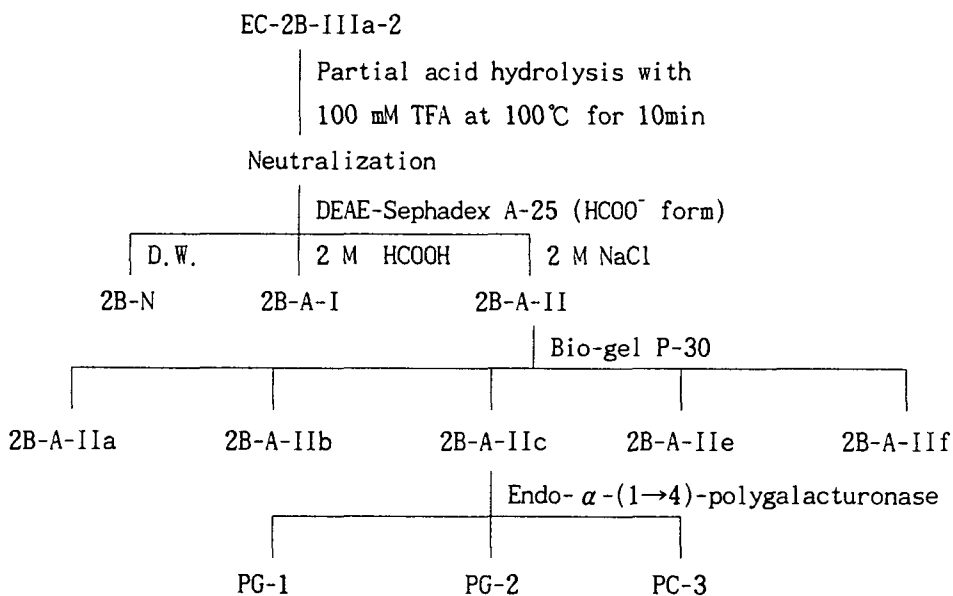 EC-2B-IIIa-2
Partial acid hydrolysis with
100 mM TFA at 100℃ for 10min
Neutralization
DEAE-Sephadex A-25 (HCOO⁻ form)
D.W. 2 M HCOOH 2 M NaCl
2B-N 2B-A-I 2B-A-II
Bio-gel P-30
2B-A-IIa 2B-A-IIb 2B-A-IIc 2B-A-IIe 2B-A-IIf
Endo-α-(1→4)-polygalacturonase
PG-1 PG-2 PC-3